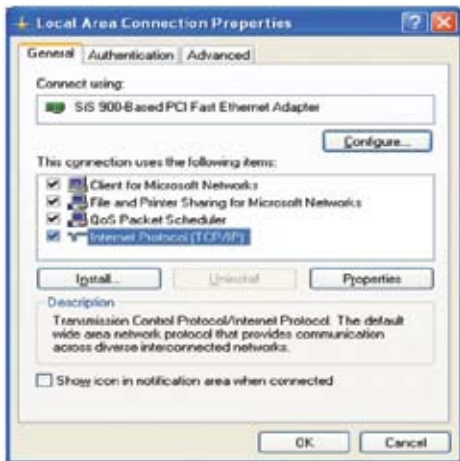 Local Area Connection Properties
General Authentication Advanced
Connect using:
SiS 900-Based PCI Fast Ethernet Adapter
Configure...
This connection uses the following items:
Client for Microsoft Networks
File and Printer Sharing for Microsoft Networks
QoS Packet Scheduler
Internet Protocol (TCP/IP)
Install... Uninstall Properties
Description
Transmission Control Protocol/Internet Protocol. The default
wide area network protocol that provides communication
across diverse interconnected networks.
Show icon in notification area when connected
OK Cancel